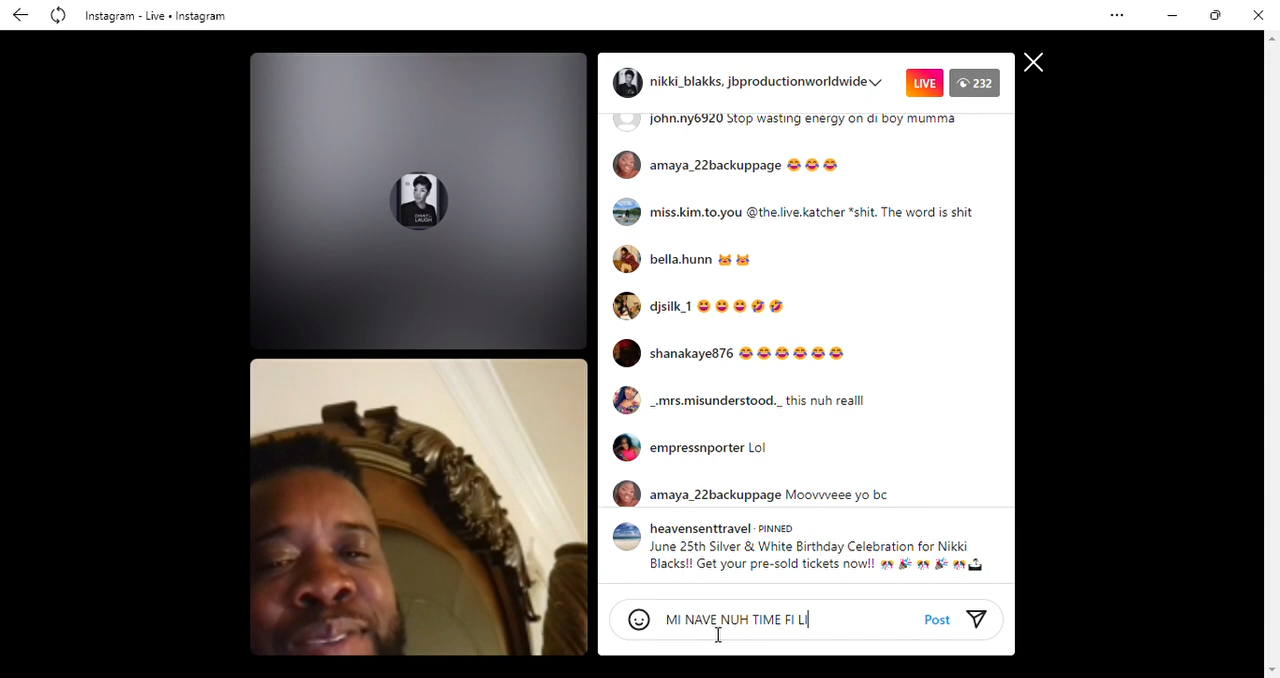 Instagram - Live • Instagram
nikki_blakks, jbproductionworldwide
LIVE
232
john.ny6920 Stop wasting energy on di boy mumma
amaya_22backuppage 😂 😂 😂
miss.kim.to.you @the.live.katcher *shit. The word is shit
bella.hunn 😹 😹
djsilk_1 😆 😆 😆 🤣 🤣
shanakaye876 😂 😂 😂 😂 😂 😂
_.mrs.misunderstood._ this nuh realll
empressnporter Lol
amaya_22backuppage Moovvveee yo bc
heavensenttravel · PINNED
June 25th Silver & White Birthday Celebration for Nikki
Blacks!! Get your pre-sold tickets now!! 🎊 🎉 🎊 🎉 🎊 📤
MI NAVE NUH TIME FI LI
Post